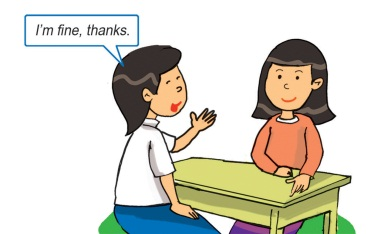 I'm fine, thanks.